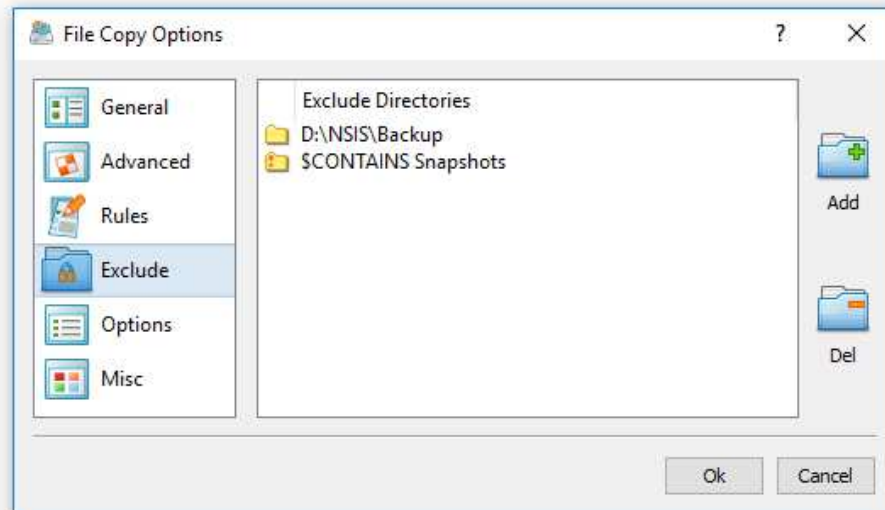 File Copy Options
?
General
Advanced
Rules
Exclude
Options
Misc
Exclude Directories
D:\NSIS\Backup
$CONTAINS Snapshots
Add
Del
Ok
Cancel